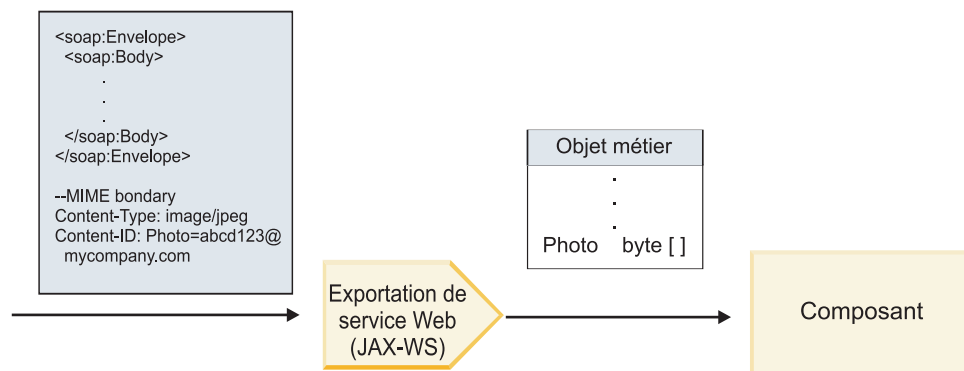 <soap:Envelope>
<soap:Body>
.
.
.
</soap:Body>
</soap:Envelope>
--MIME bondary
Content-Type: image/jpeg
Content-ID: Photo=abcd123@
mycompany.com
Objet métier
.
.
.
Photo byte [ ]
Exportation de
service Web
(JAX-WS)
Composant